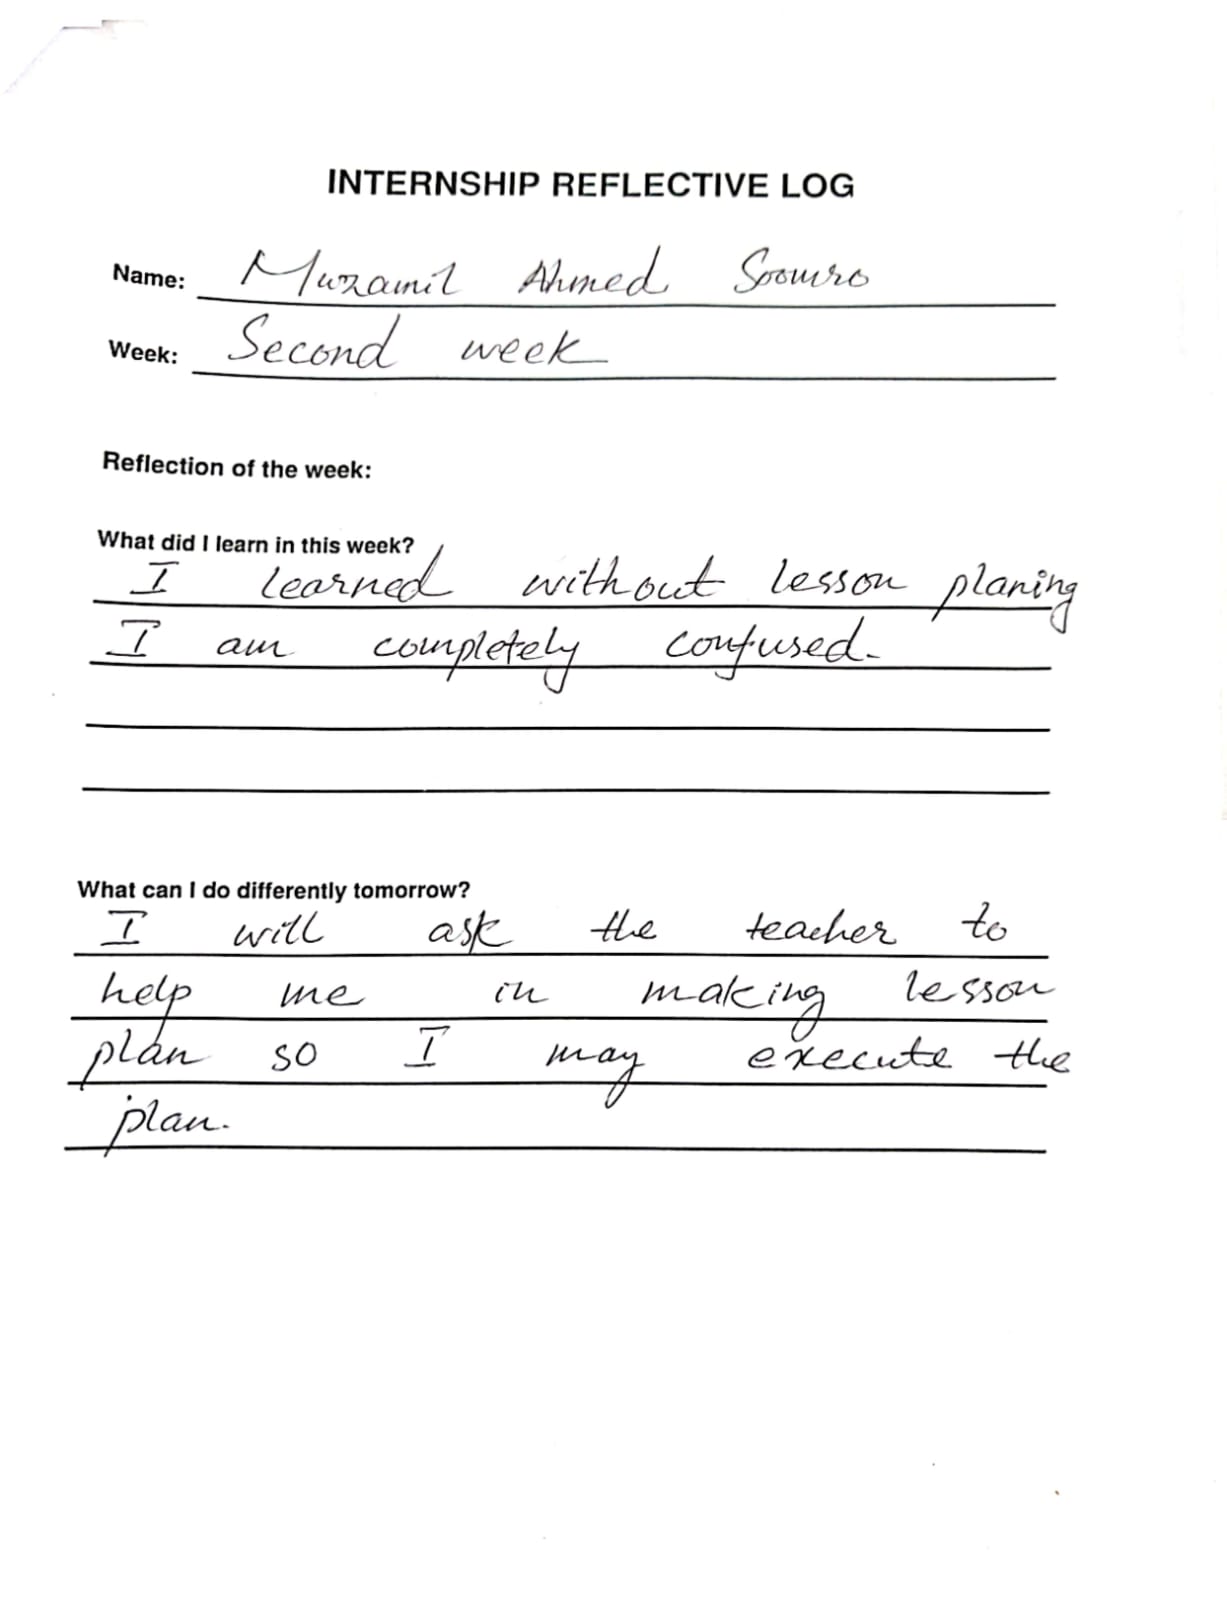 INTERNSHIP REFLECTIVE LOG
Name: Muzamil Ahmed Soomro
Week: Second week
Reflection of the week:
What did I learn in this week?
I learned without lesson planing
I am completely confused.
What can I do differently tomorrow?
I will ask the teacher to
help me in making lesson
plan so I may execute the
plan.